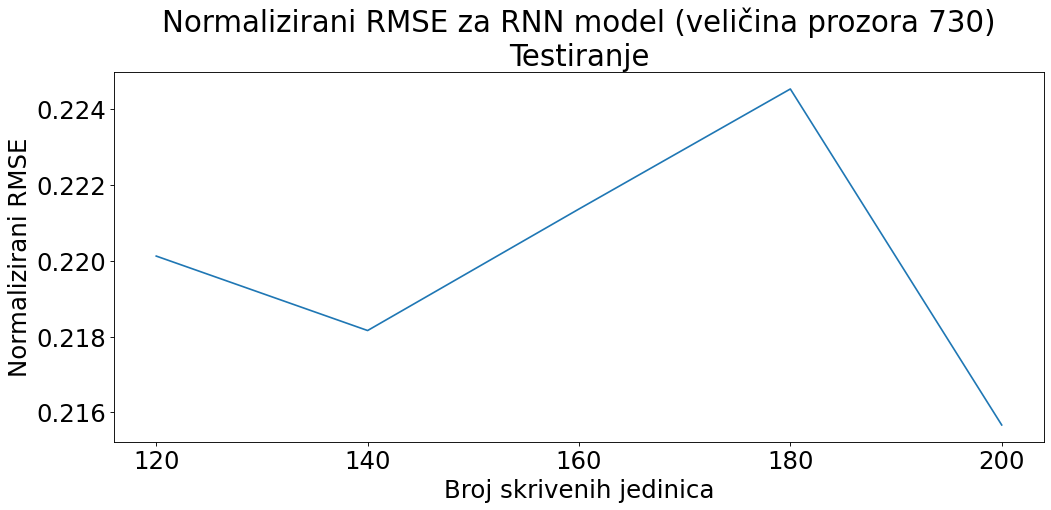 Normalizirani RMSE za RNN model (veličina prozora 730)
Testiranje
Normalizirani RMSE
0.224
0.222
0.220
0.218
0.216
120 140 160 180 200
Broj skrivenih jedinica